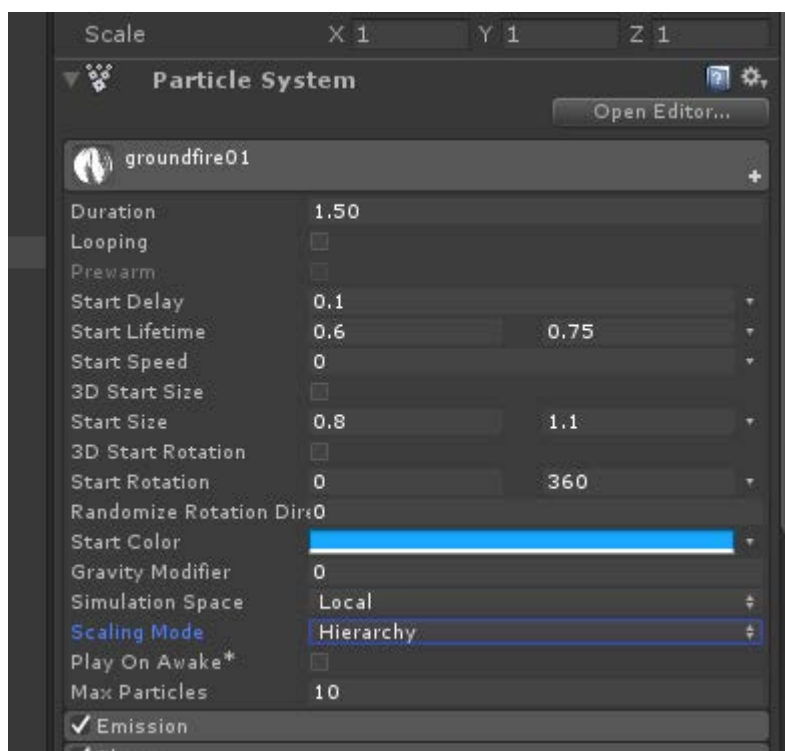 Scale X 1 Y 1 Z 1
Particle System
Open Editor...
groundfire01
Duration 1.50
Looping
Prewarm
Start Delay 0.1
Start Lifetime 0.6 0.75
Start Speed 0
3D Start Size
Start Size 0.8 1.1
3D Start Rotation
Start Rotation 0 360
Randomize Rotation Dire 0
Start Color
Gravity Modifier 0
Simulation Space Local
Scaling Mode Hierarchy
Play On Awake*
Max Particles 10
Emission